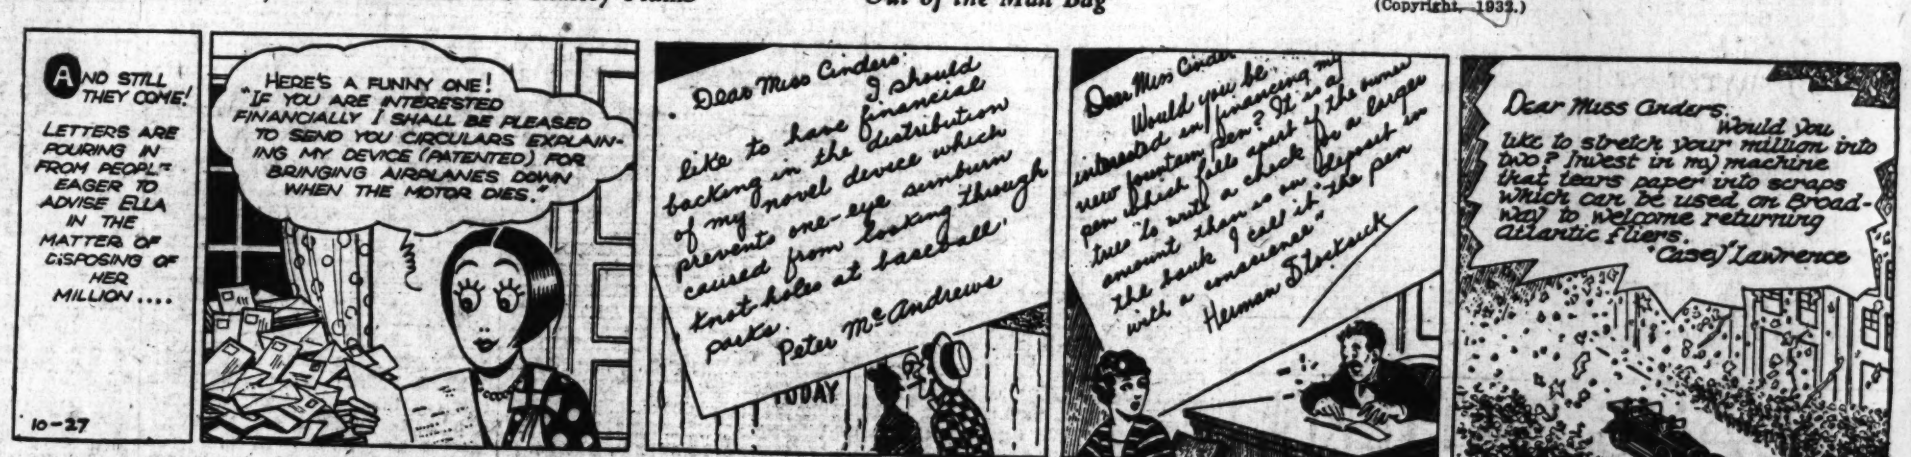 Out of the Mail Bag
(Copyright, 1932.)
AND STILL
THEY COME!
LETTERS ARE
POURING IN
FROM PEOPLE
EAGER TO
ADVISE ELLA
IN THE
MATTER OF
DISPOSING OF
HER
MILLION....
10-27
HERE'S A FUNNY ONE!
"IF YOU ARE INTERESTED
FINANCIALLY I SHALL BE PLEASED
TO SEND YOU CIRCULARS EXPLAIN-
ING MY DEVICE (PATENTED) FOR
BRINGING AIRPLANES DOWN
WHEN THE MOTOR DIES."
Dear Miss Cinders:
I should
like to have financial
backing in the distribution
of my novel device which
prevents one-eye sunburn
caused from looking through
knot-holes at baseball
parks.
Peter McAndrews
TODAY
Dear Miss Cinders
Would you be
interested in financing my
new fountain pen? It is a
pen which falls apart if the owner
tries to write a check for a larger
amount than is on deposit in
the bank I call it "the pen
with a conscience"
Herman Stocksick
Dear Miss Cinders,
Would you
like to stretch your million into
two? Invest in my machine
that tears paper into scraps
which can be used on Broad-
way to welcome returning
Atlantic fliers.
"Casey" Lawrence